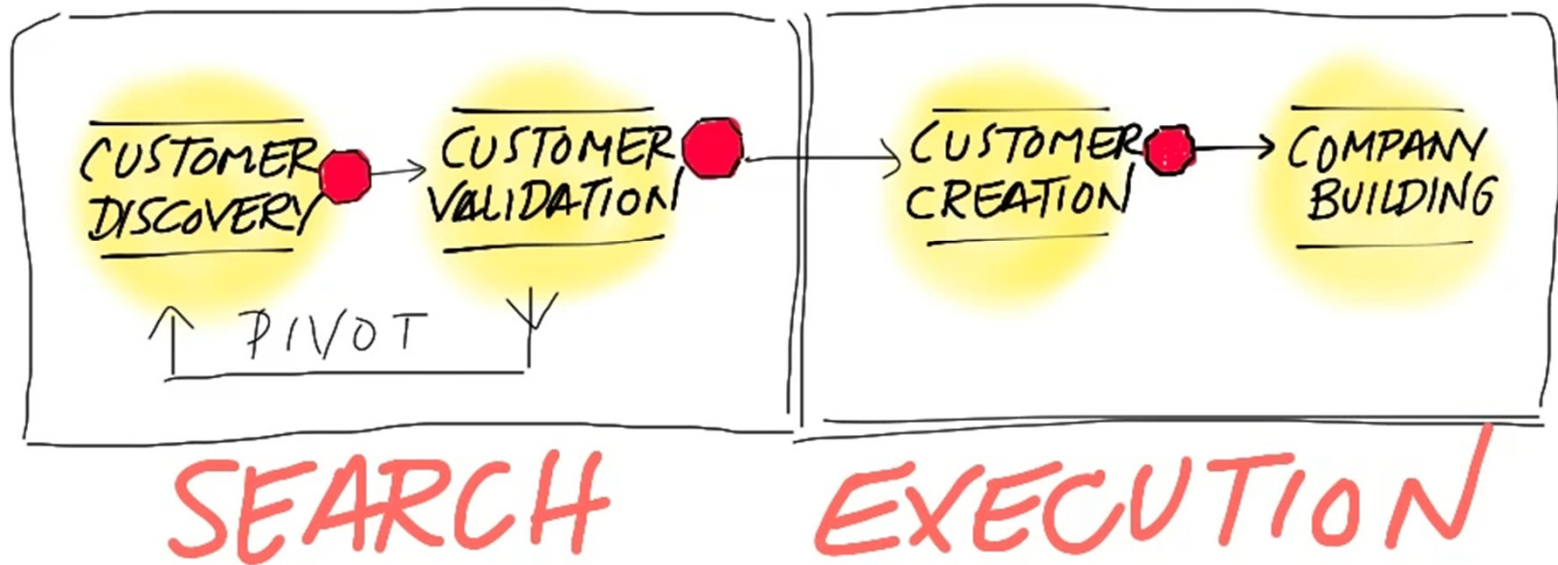 CUSTOMER
DISCOVERY
CUSTOMER
VALIDATION
CUSTOMER
CREATION
COMPANY
BUILDING
PIVOT
SEARCH
EXECUTION